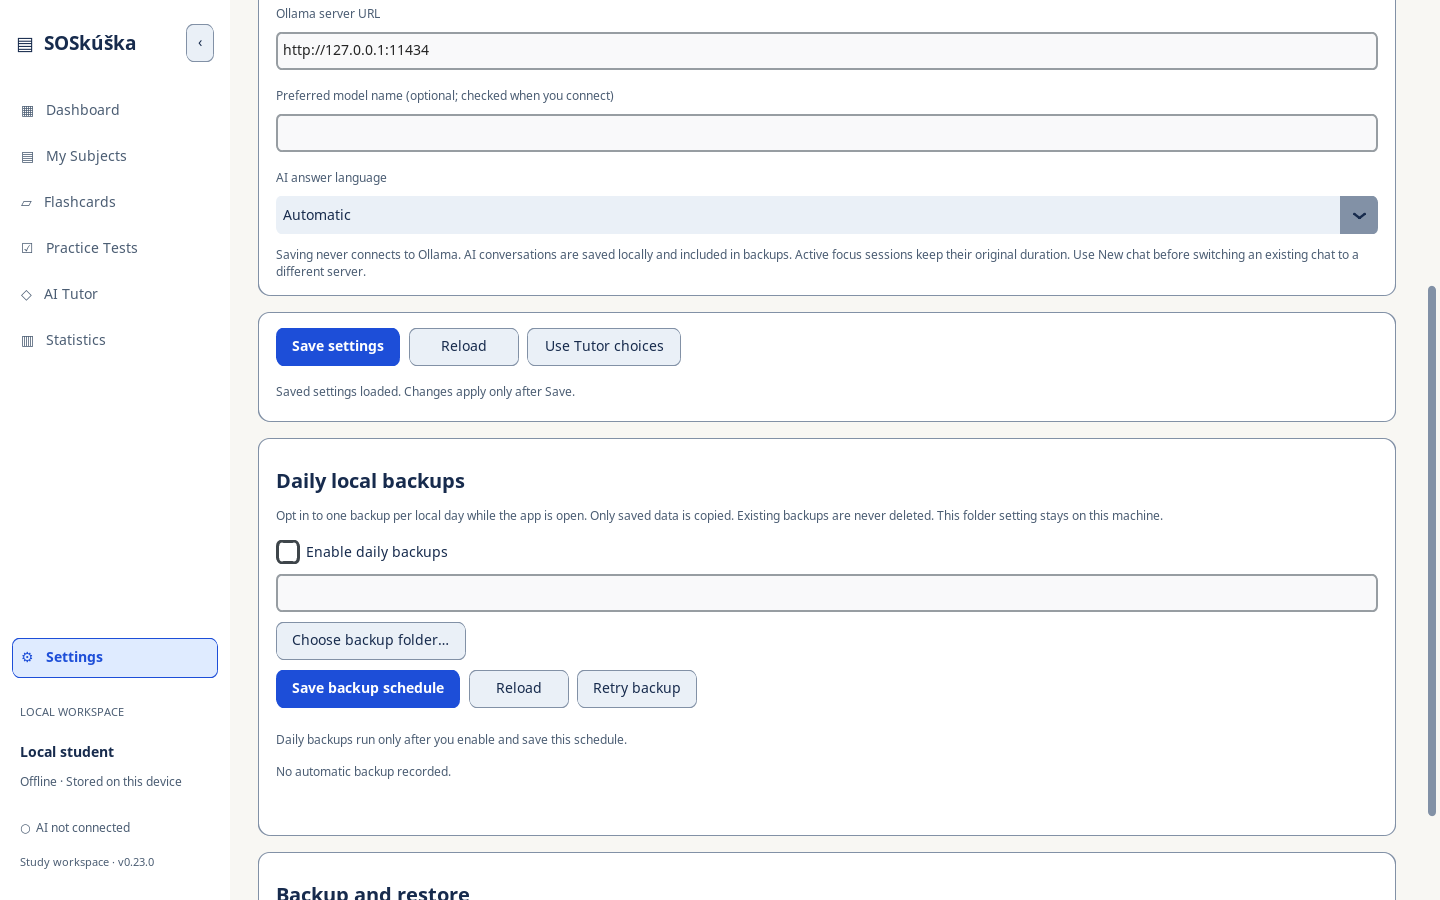 SOSkúška
Dashboard
My Subjects
Flashcards
Practice Tests
AI Tutor
Statistics
Settings
LOCAL WORKSPACE
Local student
Offline · Stored on this device
AI not connected
Study workspace · v0.23.0
Ollama server URL
http://127.0.0.1:11434
Preferred model name (optional; checked when you connect)
AI answer language
Automatic
Saving never connects to Ollama. AI conversations are saved locally and included in backups. Active focus sessions keep their original duration. Use New chat before switching an existing chat to a
different server.
Save settings
Reload
Use Tutor choices
Saved settings loaded. Changes apply only after Save.
Daily local backups
Opt in to one backup per local day while the app is open. Only saved data is copied. Existing backups are never deleted. This folder setting stays on this machine.
Enable daily backups
Choose backup folder...
Save backup schedule
Reload
Retry backup
Daily backups run only after you enable and save this schedule.
No automatic backup recorded.
Backup and restore